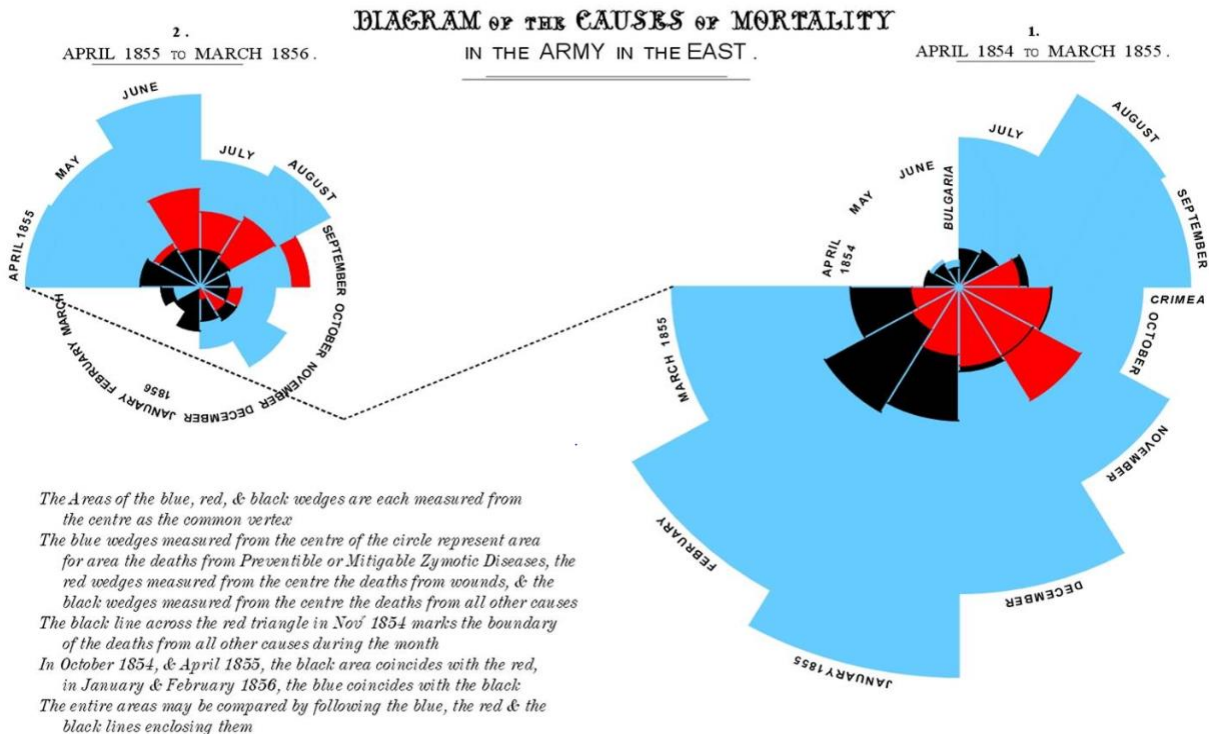 DIAGRAM OF THE CAUSES OF MORTALITY
IN THE ARMY IN THE EAST.
2.
APRIL 1855 TO MARCH 1856.
1.
APRIL 1854 TO MARCH 1855.
APRIL 1855
MAY
JUNE
JULY
AUGUST
SEPTEMBER
OCTOBER
NOVEMBER
DECEMBER
JANUARY
1856
FEBRUARY
MARCH
APRIL
1854
MAY
JUNE
BULGARIA
JULY
AUGUST
SEPTEMBER
CRIMEA
OCTOBER
NOVEMBER
DECEMBER
JANUARY 1855
FEBRUARY
MARCH 1855
The Areas of the blue, red, & black wedges are each measured from
the centre as the common vertex
The blue wedges measured from the centre of the circle represent area
for area the deaths from Preventible or Mitigable Zymotic Diseases, the
red wedges measured from the centre the deaths from wounds, & the
black wedges measured from the centre the deaths from all other causes
The black line across the red triangle in Nov' 1854 marks the boundary
of the deaths from all other causes during the month
In October 1854, & April 1855, the black area coincides with the red,
in January & February 1856, the blue coincides with the black
The entire areas may be compared by following the blue, the red & the
black lines enclosing them